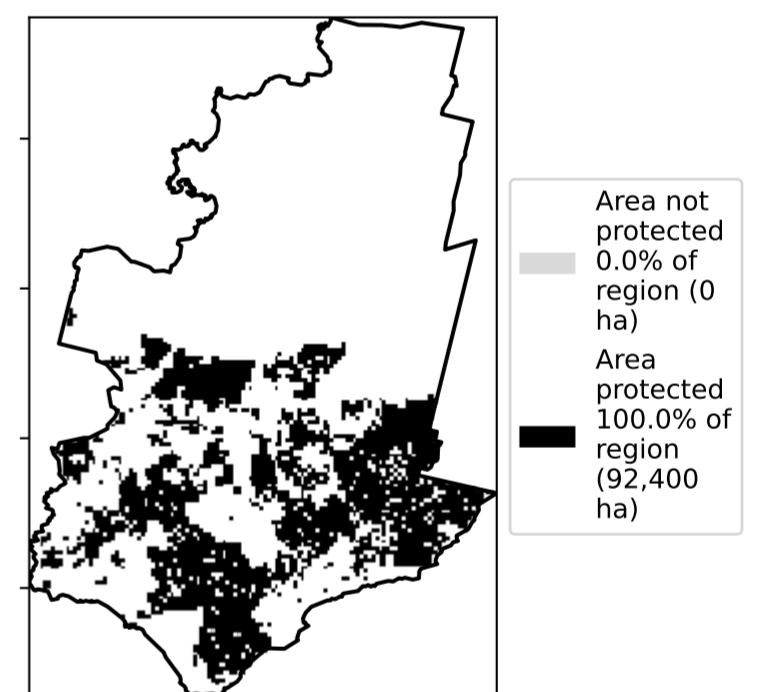 Area not
protected
0.0% of
region (0
ha)
Area
protected
100.0% of
region
(92,400
ha)